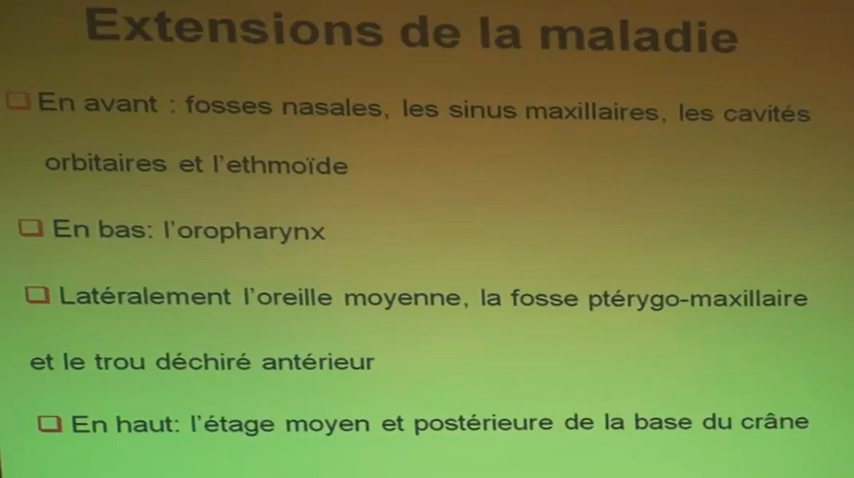 Extensions de la maladie
En avant : fosses nasales, les sinus maxillaires, les cavités
orbitaires et l'ethmoïde
En bas: l'oropharynx
Latéralement l'oreille moyenne, la fosse ptérygo-maxillaire
et le trou déchiré antérieur
En haut: l'étage moyen et postérieure de la base du crâne